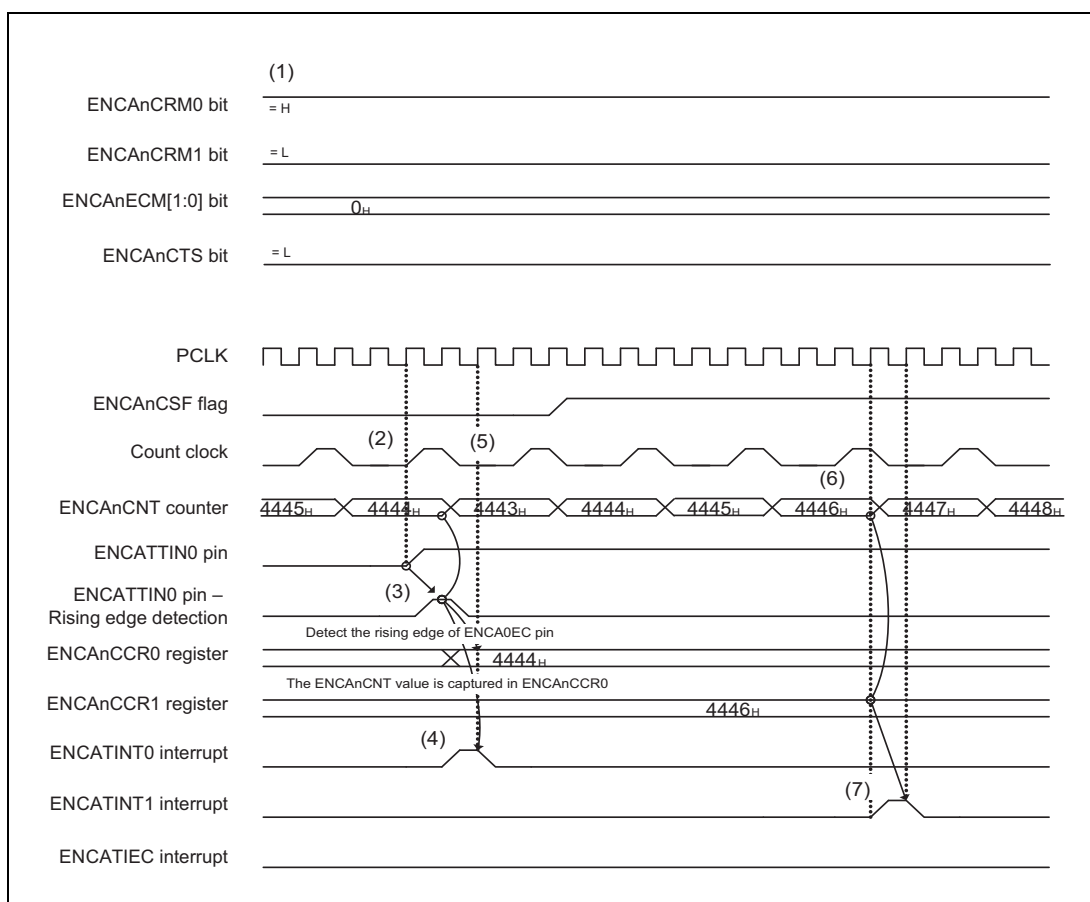 (1)
ENCAnCRM0 bit
= H
ENCAnCRM1 bit
= L
ENCAnECM[1:0] bit
0H
ENCAnCTS bit
= L
PCLK
ENCAnCSF flag
(2) (5)
Count clock
(6)
ENCAnCNT counter
4445H 4444H 4443H 4444H 4445H 4446H 4447H 4448H
ENCATTIN0 pin
(3)
ENCATTIN0 pin –
Rising edge detection
Detect the rising edge of ENCA0EC pin
ENCAnCCR0 register
4444H
The ENCAnCNT value is captured in ENCAnCCR0
ENCAnCCR1 register
4446H
(4)
ENCATINT0 interrupt
(7)
ENCATINT1 interrupt
ENCATIEC interrupt